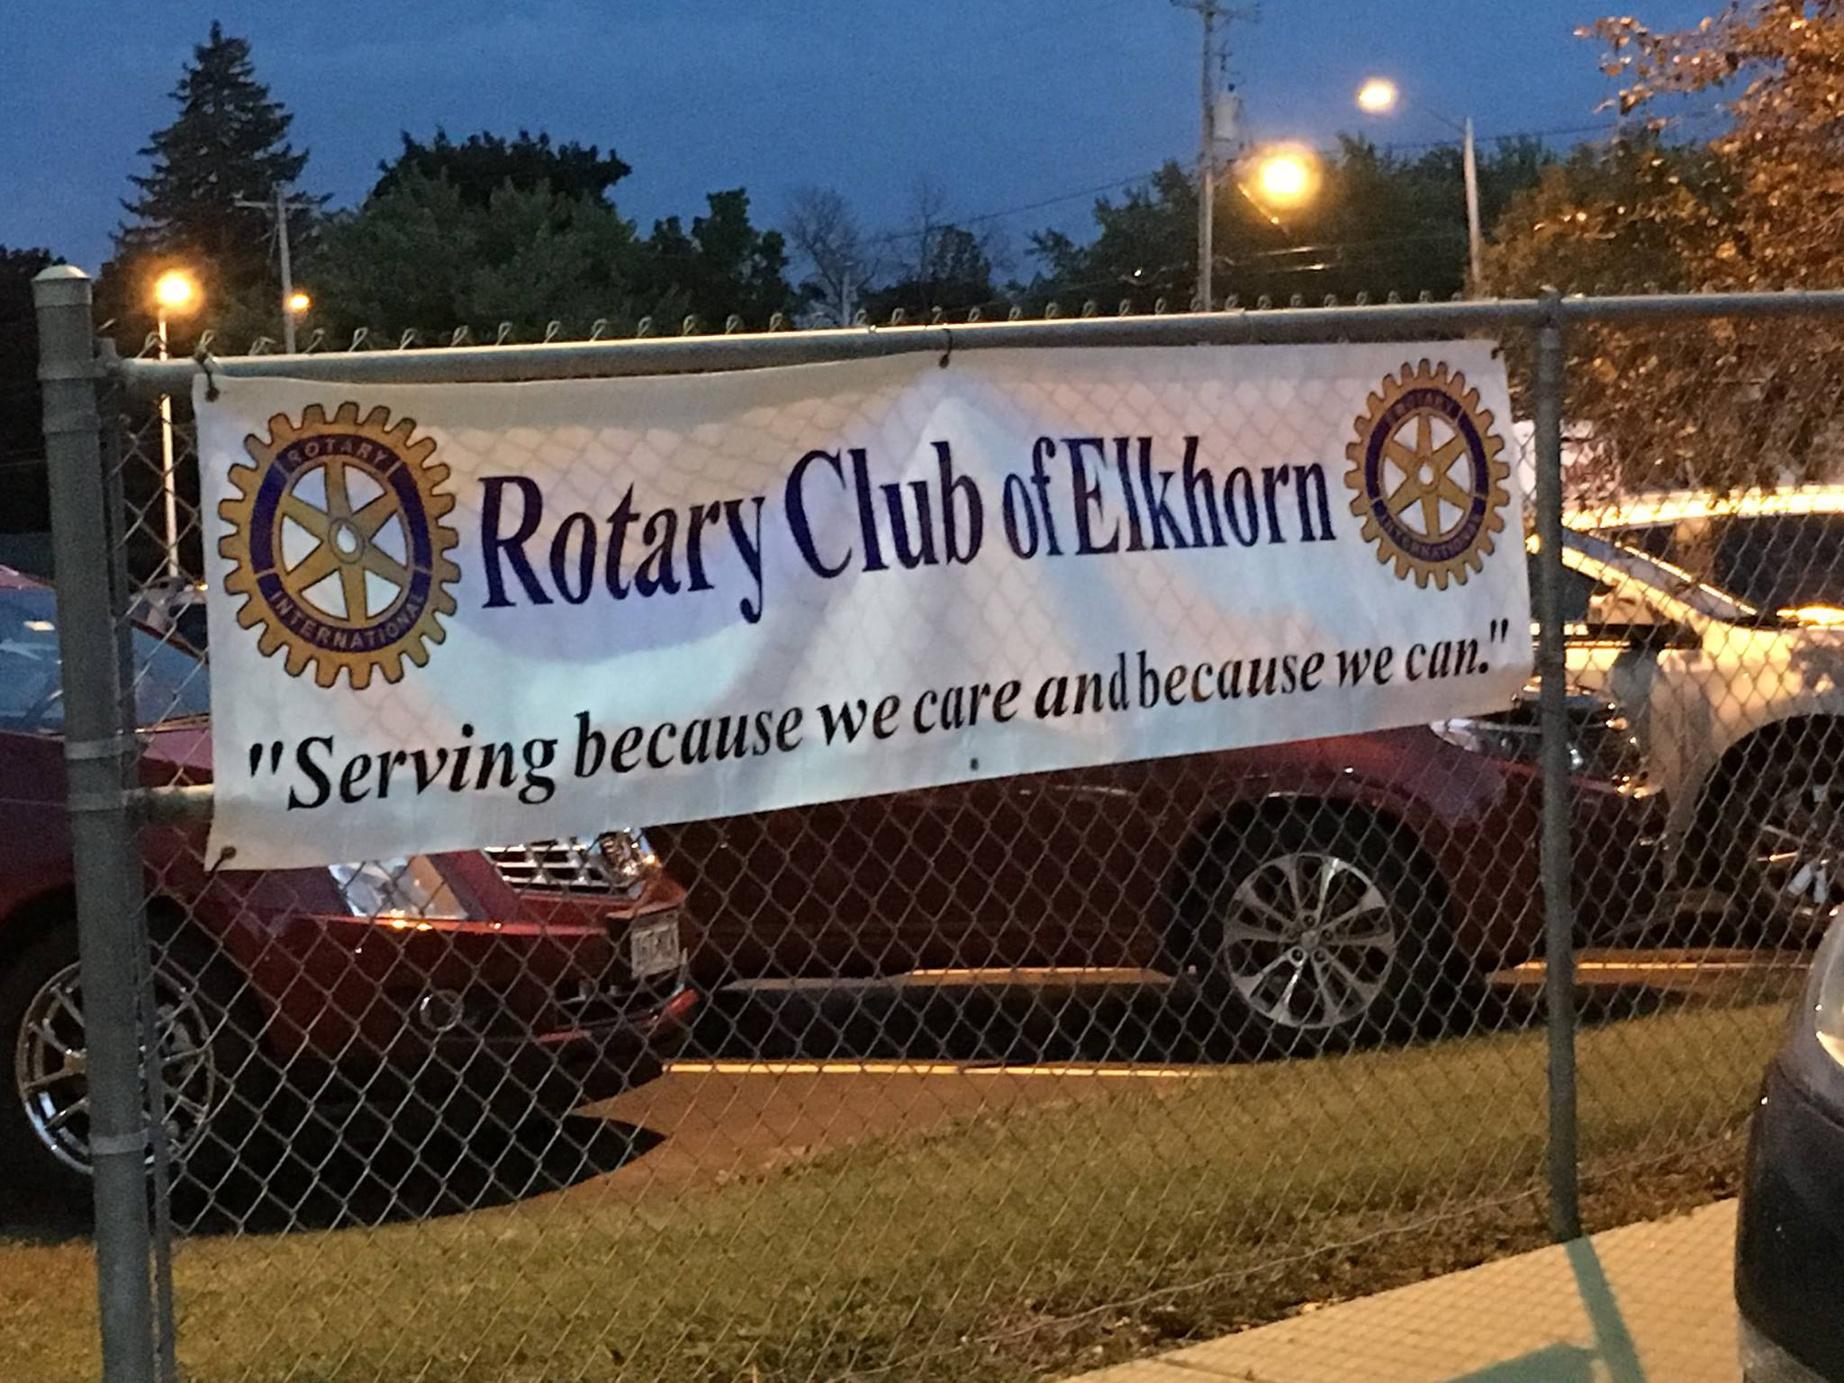 ROTARY
INTERNATIONAL
Rotary Club of Elkhorn
ROTARY
INTERNATIONAL
"Serving because we care and because we can."